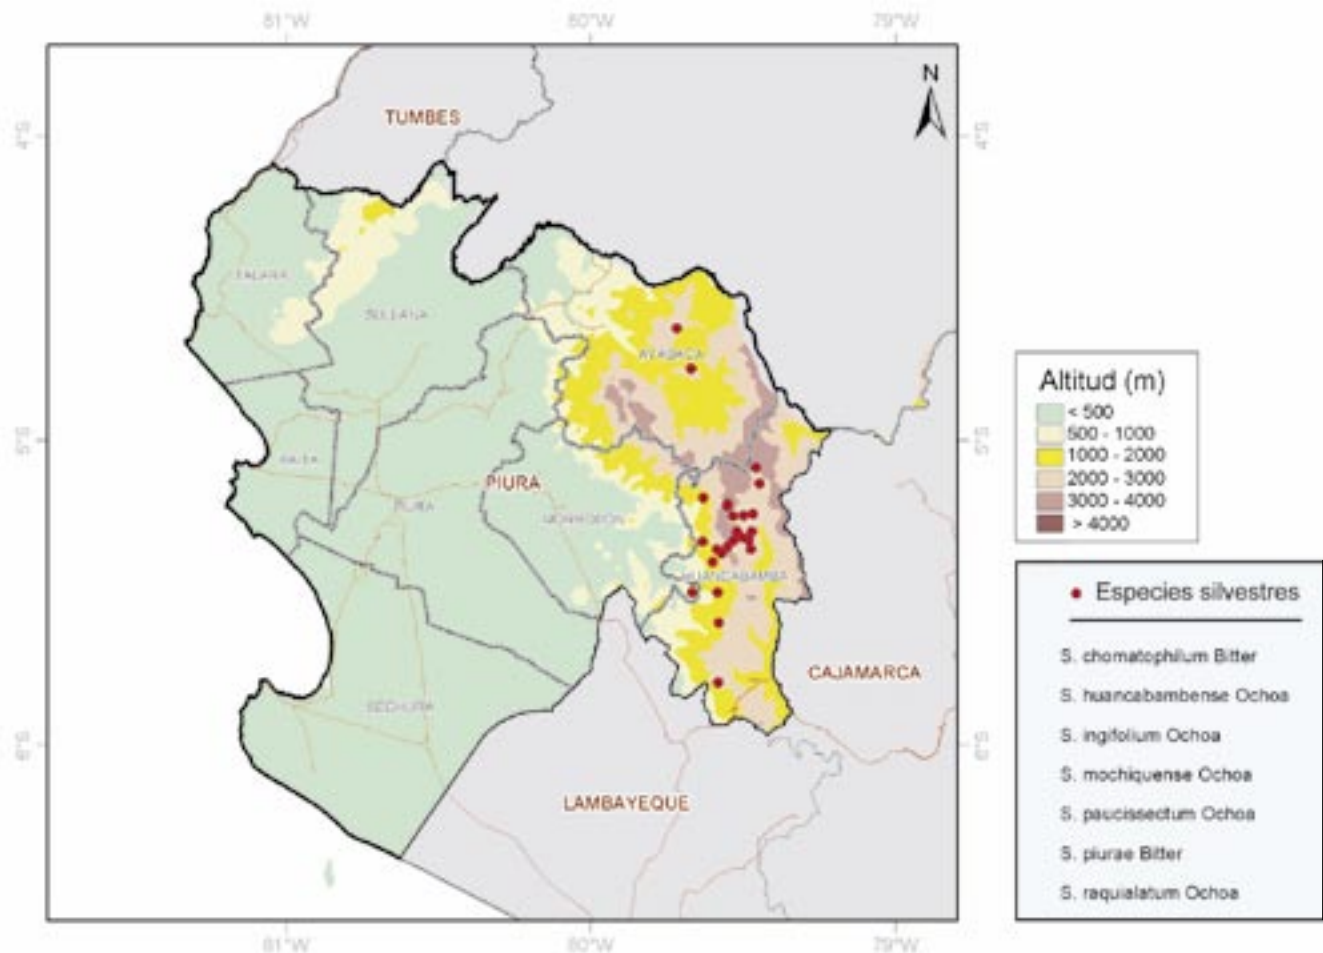 81°W 80°W 79°W
N
4°S 4°S
TUMBES
TALARA
SULLANA
AYABACA
Altitud (m)
< 500
500 - 1000
1000 - 2000
2000 - 3000
3000 - 4000
> 4000
5°S 5°S
PAITA
PIURA
PIURA
MORROPON
HUANCABAMBA
CAJAMARCA
SECHURA
6°S 6°S
LAMBAYEQUE
Especies silvestres
S. chomatophilum Bitter
S. huancabambense Ochoa
S. ingifolium Ochoa
S. mochiquense Ochoa
S. paucissectum Ochoa
S. piurae Bitter
S. raquialatum Ochoa
81°W 80°W 79°W